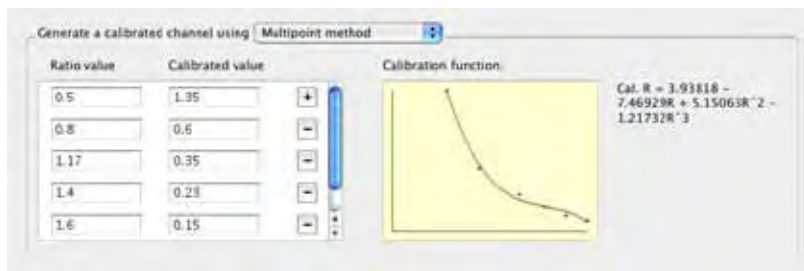 Generate a calibrated channel using Multipoint method
Ratio value Calibrated value Calibration function:
0.5 1.35 +
0.8 0.6 −
1.17 0.35 −
1.4 0.23 −
1.6 0.15 −
Cal. R = 3.93818 −
7.46929R + 5.15063R^2 −
1.21732R^3